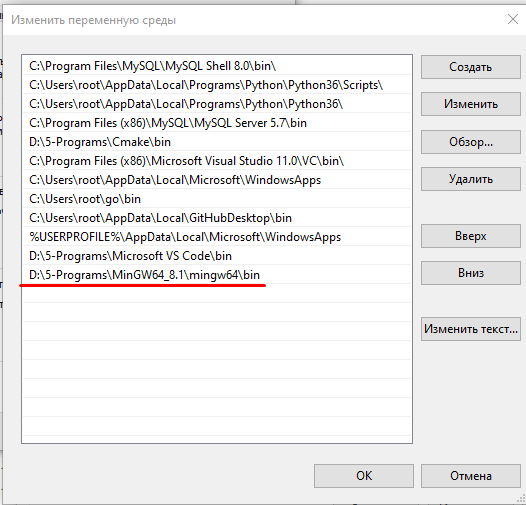 Изменить переменную среды
C:\Program Files\MySQL\MySQL Shell 8.0\bin\
C:\Users\root\AppData\Local\Programs\Python\Python36\Scripts\
C:\Users\root\AppData\Local\Programs\Python\Python36\
C:\Program Files (x86)\MySQL\MySQL Server 5.7\bin
D:\5-Programs\Cmake\bin
C:\Program Files (x86)\Microsoft Visual Studio 11.0\VC\bin\
C:\Users\root\AppData\Local\Microsoft\WindowsApps
C:\Users\root\go\bin
C:\Users\root\AppData\Local\GitHubDesktop\bin
%USERPROFILE%\AppData\Local\Microsoft\WindowsApps
D:\5-Programs\Microsoft VS Code\bin
D:\5-Programs\MinGW64_8.1\mingw64\bin
Создать
Изменить
Обзор...
Удалить
Вверх
Вниз
Изменить текст...
ОК
Отмена